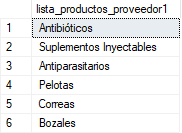 lista_productos_proveedor1
1 Antibióticos
2 Suplementos Inyectables
3 Antiparasitarios
4 Pelotas
5 Correas
6 Bozales